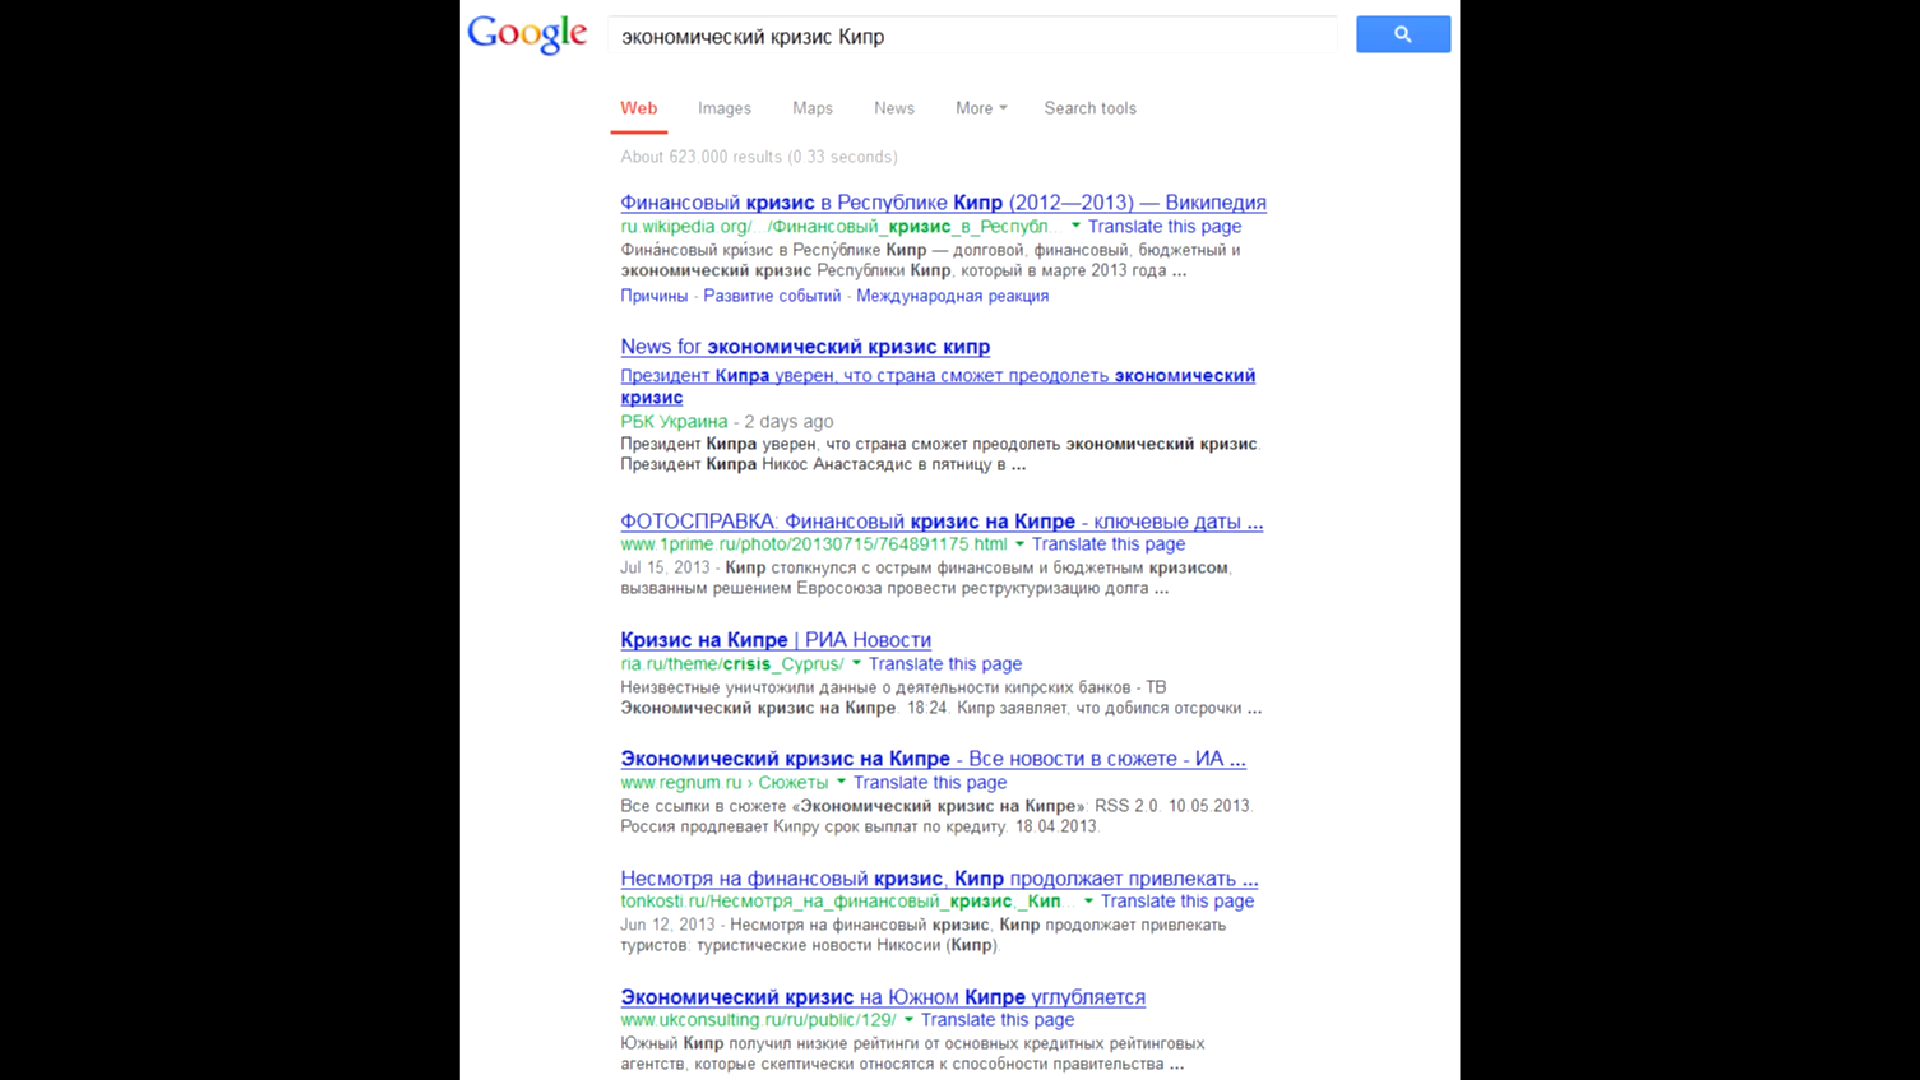 Google
экономический кризис Кипр
Web Images Maps News More Search tools
About 623,000 results (0.33 seconds)
Финансовый кризис в Республике Кипр (2012—2013) — Википедия
ru.wikipedia.org/.../Финансовый_кризис_в_Республ... Translate this page
Фина́нсовый кри́зис в Респу́блике Кипр — долговой, финансовый, бюджетный и
экономический кризис Республики Кипр, который в марте 2013 года ...
Причины - Развитие событий - Международная реакция
News for экономический кризис кипр
Президент Кипра уверен, что страна сможет преодолеть экономический
кризис
РБК Украина - 2 days ago
Президент Кипра уверен, что страна сможет преодолеть экономический кризис.
Президент Кипра Никос Анастасядис в пятницу в ...
ФОТОСПРАВКА: Финансовый кризис на Кипре - ключевые даты ...
www.1prime.ru/photo/20130715/764891175.html Translate this page
Jul 15, 2013 - Кипр столкнулся с острым финансовым и бюджетным кризисом,
вызванным решением Евросоюза провести реструктуризацию долга ...
Кризис на Кипре | РИА Новости
ria.ru/theme/crisis_Cyprus/ Translate this page
Неизвестные уничтожили данные о деятельности кипрских банков - ТВ
Экономический кризис на Кипре. 18:24. Кипр заявляет, что добился отсрочки ...
Экономический кризис на Кипре - Все новости в сюжете - ИА ...
www.regnum.ru › Сюжеты Translate this page
Все ссылки в сюжете «Экономический кризис на Кипре»: RSS 2.0. 10.05.2013.
Россия продлевает Кипру срок выплат по кредиту. 18.04.2013.
Несмотря на финансовый кризис, Кипр продолжает привлекать ...
tonkosti.ru/Несмотря_на_финансовый_кризис,_Кип... Translate this page
Jun 12, 2013 - Несмотря на финансовый кризис, Кипр продолжает привлекать
туристов: туристические новости Никосии (Кипр).
Экономический кризис на Южном Кипре углубляется
www.ukconsulting.ru/ru/public/129/ Translate this page
Южный Кипр получил низкие рейтинги от основных кредитных рейтинговых
агентств, которые скептически относятся к способности правительства ...